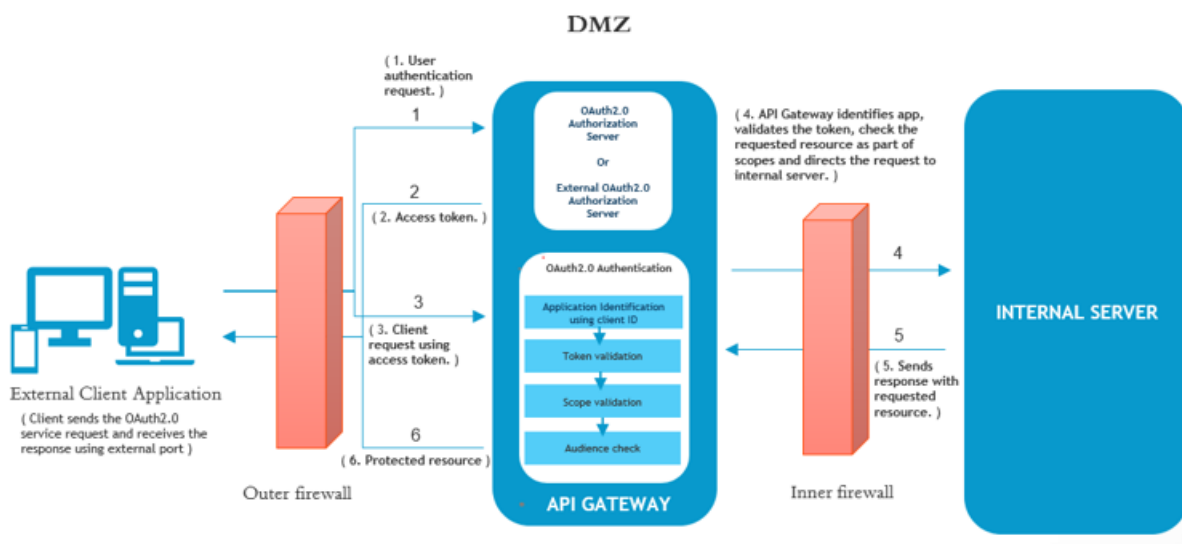 DMZ
( 1. User
authentication
request. )
1
2
( 2. Access token. )
3
( 3. Client
request using
access token. )
6
( 6. Protected resource )
External Client Application
( Client sends the OAuth2.0
service request and receives the
response using external port )
Outer firewall
OAuth2.0
Authorization
Server
Or
External OAuth2.0
Authorization
Server
OAuth2.0 Authentication
Application Identification
using client ID
Token validation
Scope validation
Audience check
API GATEWAY
( 4. API Gateway identifies app,
validates the token, check the
requested resource as part of
scopes and directs the request to
internal server. )
4
5
( 5. Sends
response with
requested
resource. )
Inner firewall
INTERNAL SERVER